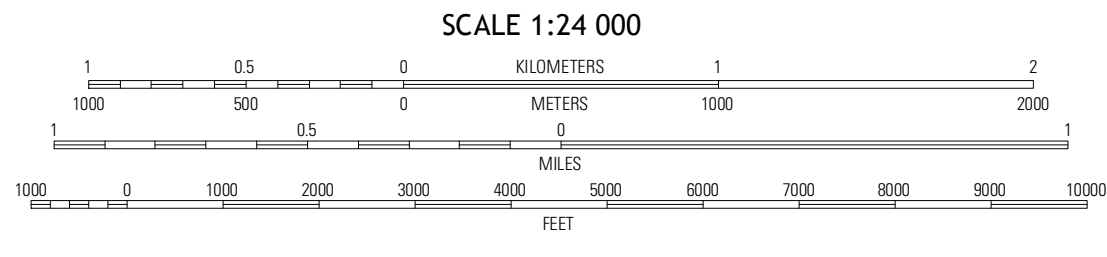 SCALE 1:24 000
1 0.5 0 KILOMETERS 1 2
1000 500 0 METERS 1000 2000
1 0.5 0 1
MILES
1000 0 1000 2000 3000 4000 5000 6000 7000 8000 9000 10000
FEET